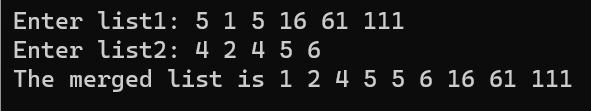 Enter list1: 5 1 5 16 61 111
Enter list2: 4 2 4 5 6
The merged list is 1 2 4 5 5 6 16 61 111